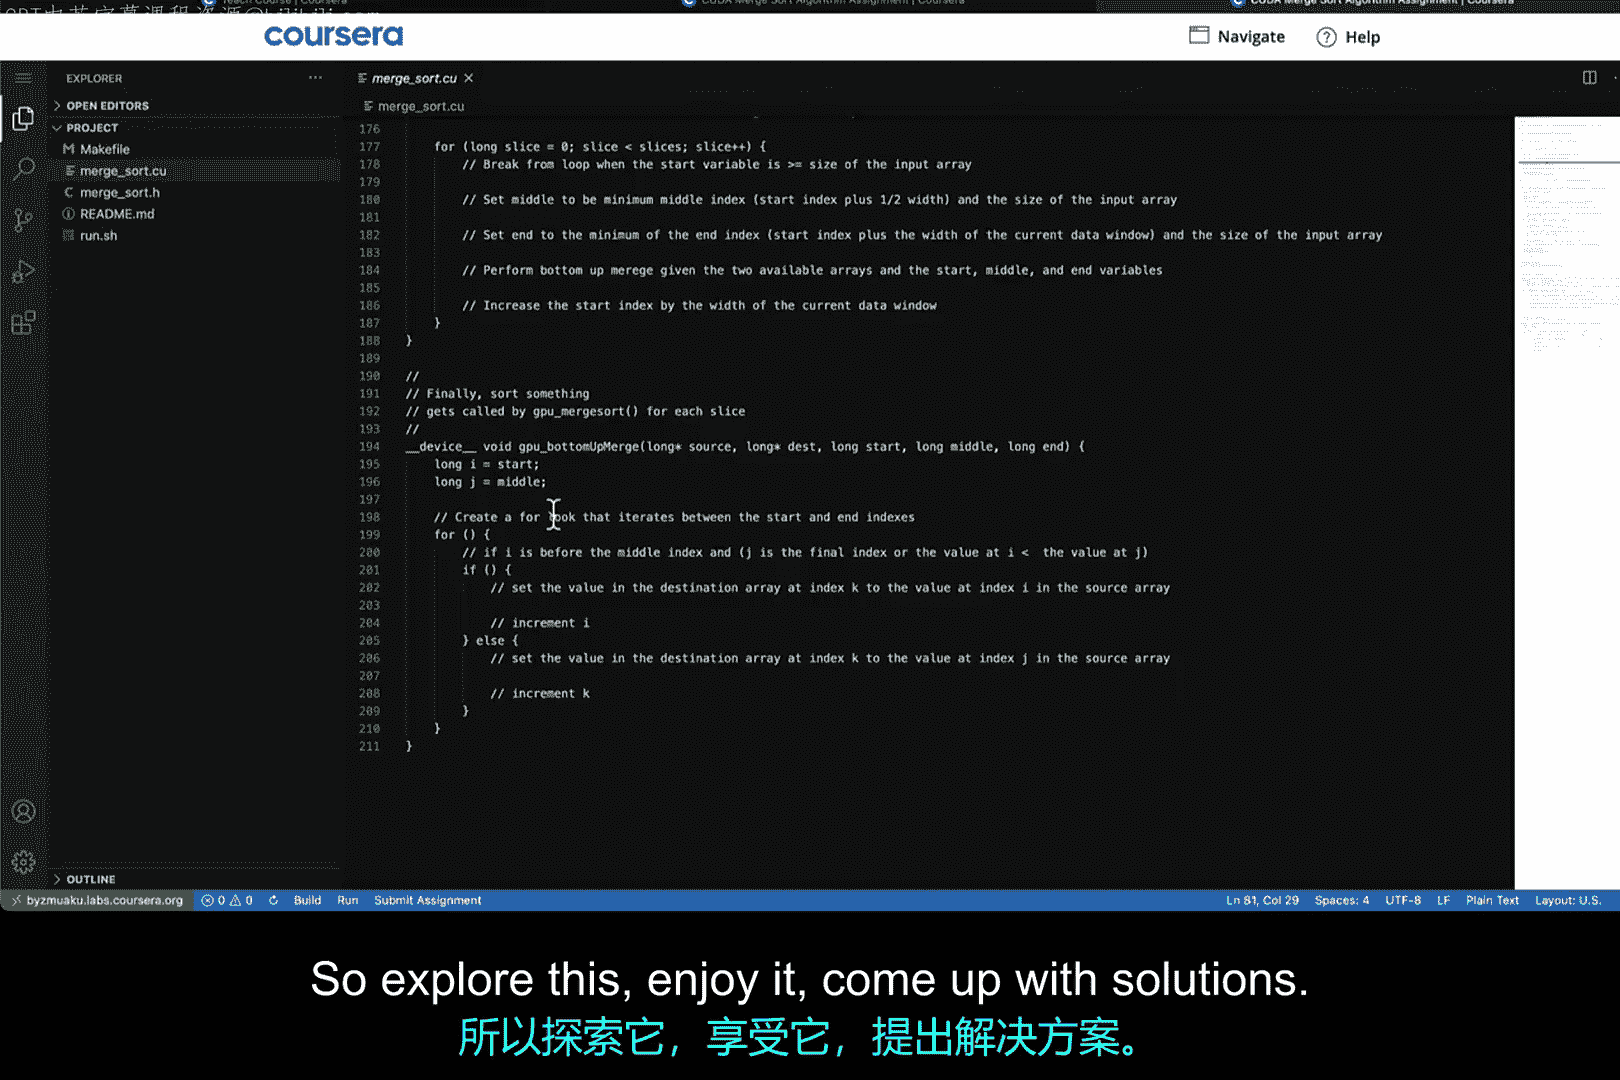 coursera
Navigate
Help
EXPLORER
OPEN EDITORS
PROJECT
Makefile
merge_sort.cu
merge_sort.h
README.md
run.sh
OUTLINE
merge_sort.cu
merge_sort.cu
176
177 for (long slice = 0; slice < slices; slice++) {
178 // Break from loop when the start variable is >= size of the input array
179
180 // Set middle to be minimum middle index (start index plus 1/2 width) and the size of the input array
181
182 // Set end to the minimum of the end index (start index plus the width of the current data window) and the size of the input array
183
184 // Perform bottom up merege given the two available arrays and the start, middle, and end variables
185
186 // Increase the start index by the width of the current data window
187 }
188 }
189
190 //
191 // Finally, sort something
192 // gets called by gpu_mergesort() for each slice
193 //
194 __device__ void gpu_bottomUpMerge(long* source, long* dest, long start, long middle, long end) {
195 long i = start;
196 long j = middle;
197
198 // Create a for look that iterates between the start and end indexes
199 for () {
200 // if i is before the middle index and (j is the final index or the value at i < the value at j)
201 if () {
202 // set the value in the destination array at index k to the value at index i in the source array
203
204 // increment i
205 } else {
206 // set the value in the destination array at index k to the value at index j in the source array
207
208 // increment k
209 }
210 }
211 }
byzmuaku.labs.coursera.org 0 0 Build Run Submit Assignment Ln 81, Col 29 Spaces: 4 UTF-8 LF Plain Text Layout: U.S.
So explore this, enjoy it, come up with solutions.
所以探索它，享受它，提出解决方案。